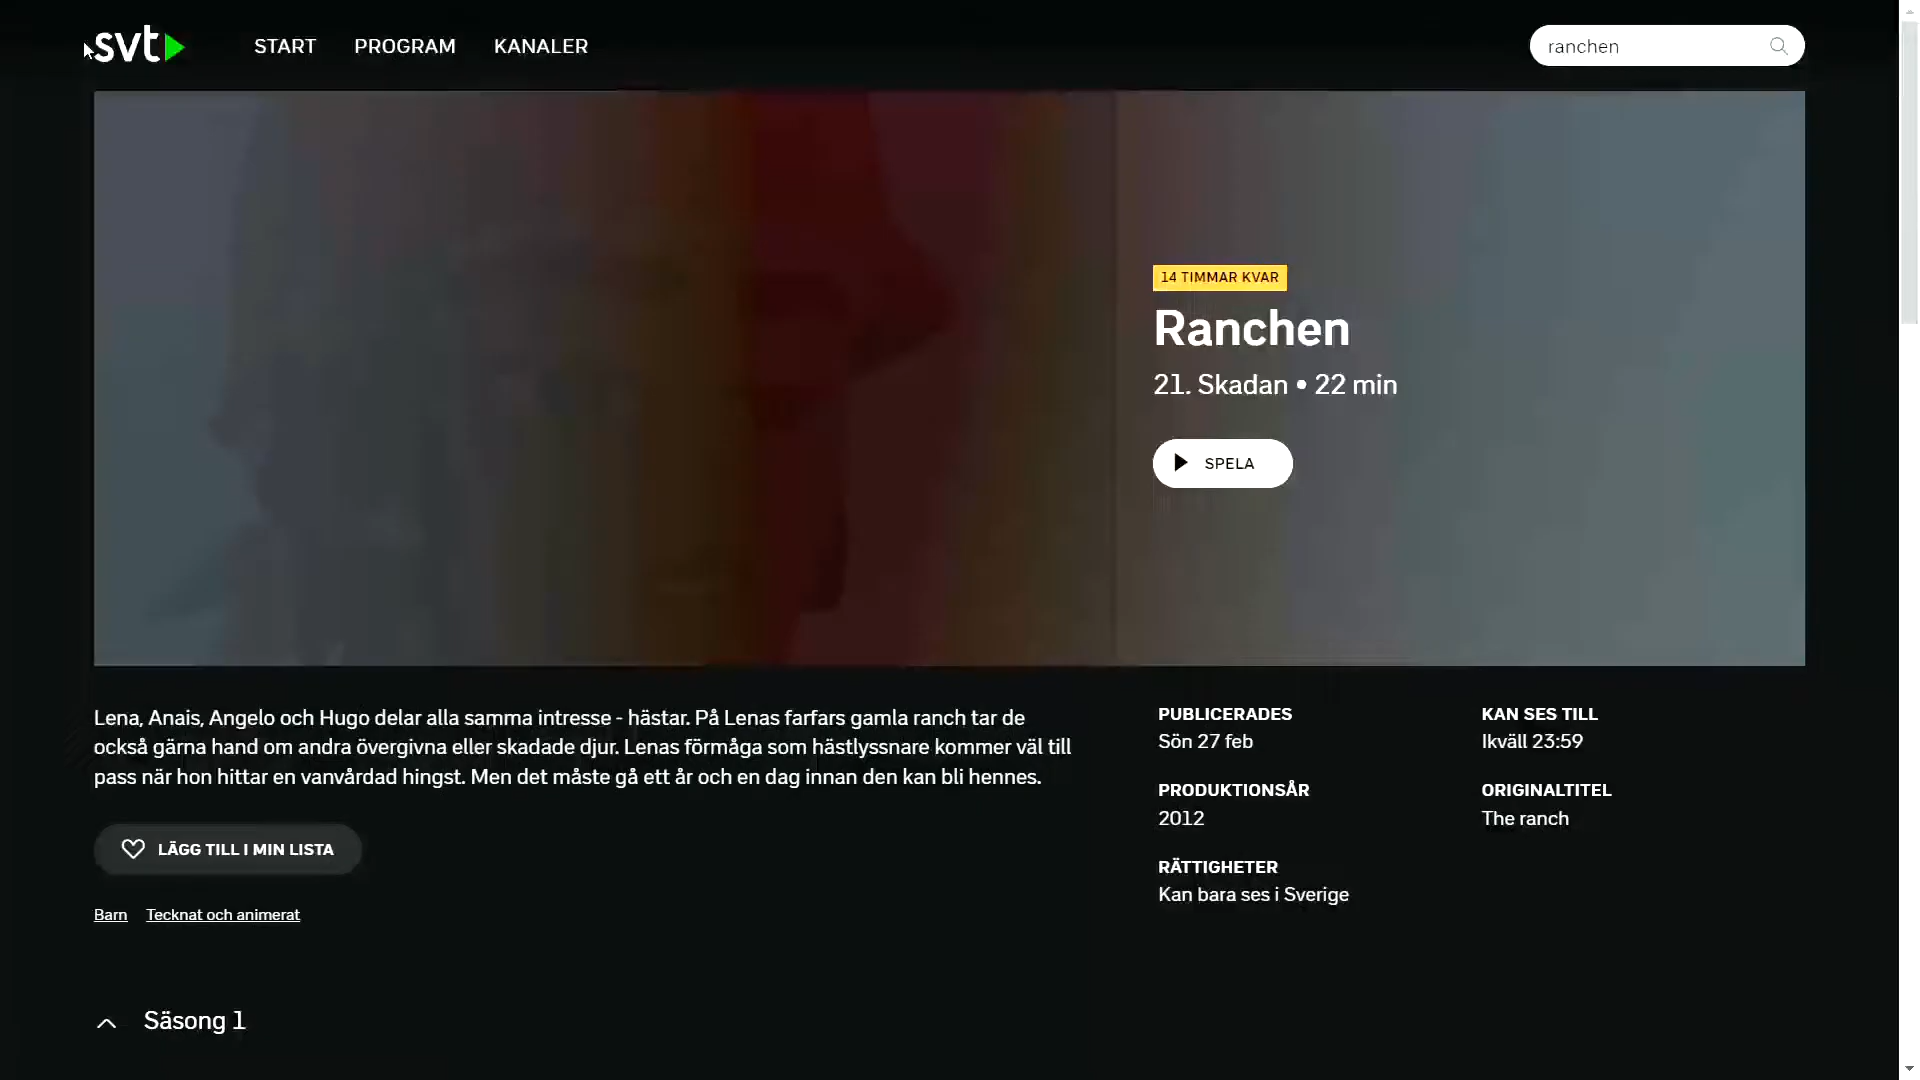 svt START PROGRAM KANALER ranchen
14 TIMMAR KVAR
Ranchen
21. Skadan • 22 min
SPELA
Lena, Anais, Angelo och Hugo delar alla samma intresse - hästar. På Lenas farfars gamla ranch tar de
också gärna hand om andra övergivna eller skadade djur. Lenas förmåga som hästlyssnare kommer väl till
pass när hon hittar en vanvårdad hingst. Men det måste gå ett år och en dag innan den kan bli hennes.
LÄGG TILL I MIN LISTA
Barn Tecknat och animerat
PUBLICERADES
Sön 27 feb
KAN SES TILL
Ikväll 23:59
PRODUKTIONSÅR
2012
ORIGINALTITEL
The ranch
RÄTTIGHETER
Kan bara ses i Sverige
Säsong 1